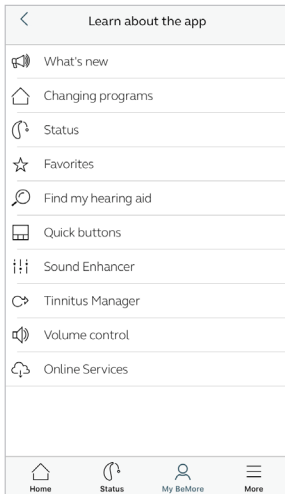 Learn about the app
What's new
Changing programs
Status
Favorites
Find my hearing aid
Quick buttons
Sound Enhancer
Tinnitus Manager
Volume control
Online Services
Home Status My BeMore More